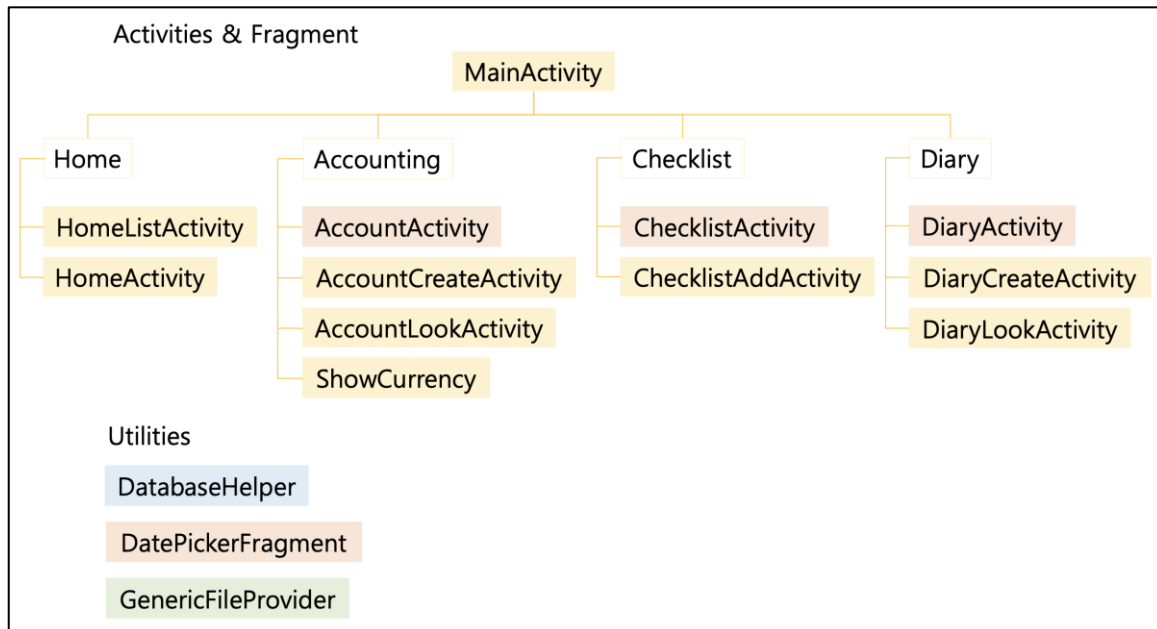 Activities & Fragment
MainActivity
Home
Accounting
Checklist
Diary
HomeListActivity
HomeActivity
AccountActivity
AccountCreateActivity
AccountLookActivity
ShowCurrency
ChecklistActivity
ChecklistAddActivity
DiaryActivity
DiaryCreateActivity
DiaryLookActivity
Utilities
DatabaseHelper
DatePickerFragment
GenericFileProvider